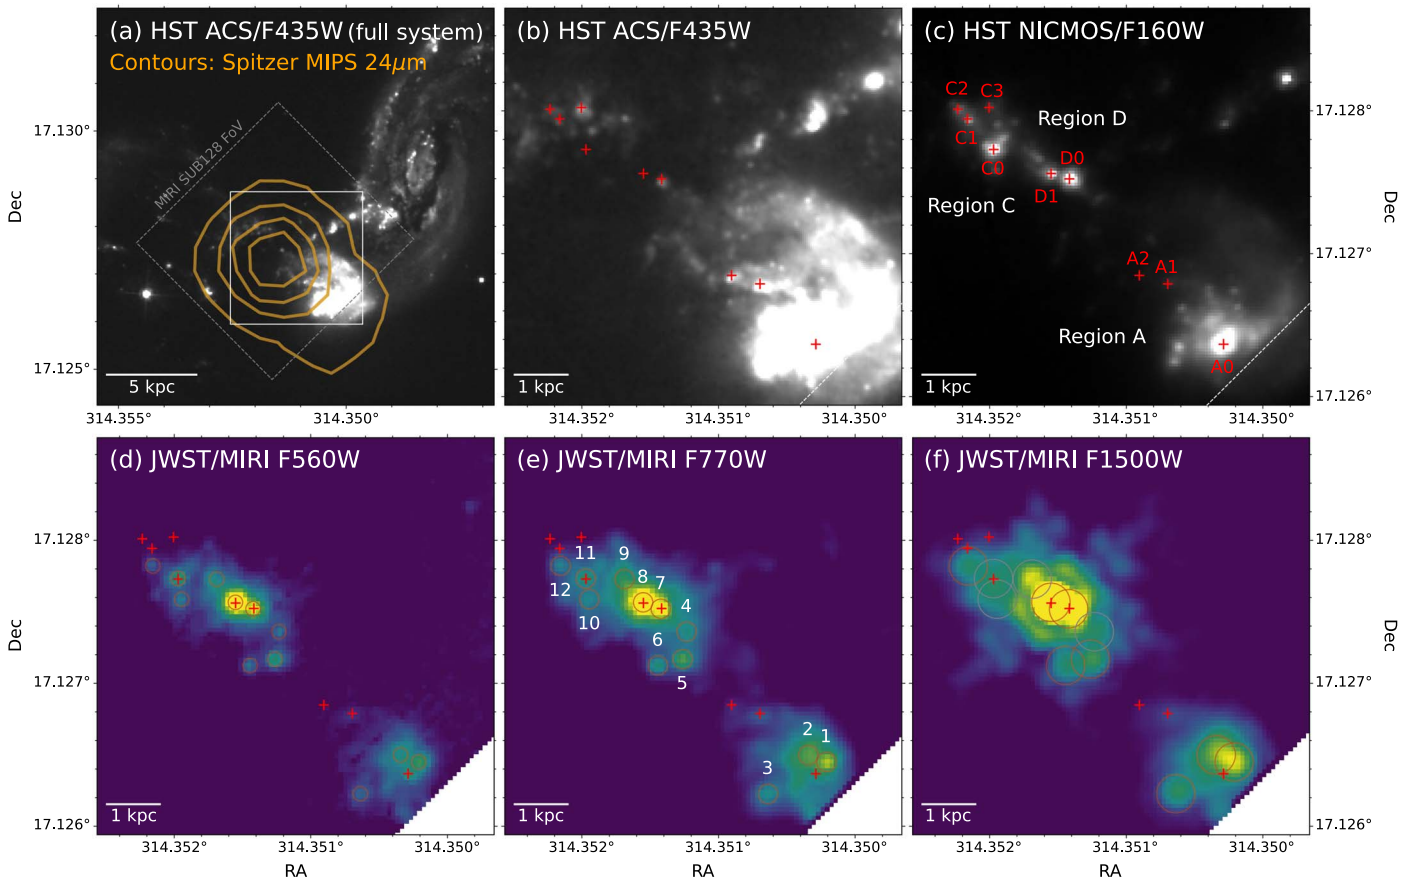 (a) HST ACS/F435W (full system)
Contours: Spitzer MIPS 24μm
MIRI SUB128 FoV
5 kpc
17.130°
17.125°
Dec
314.355°
314.350°
(b) HST ACS/F435W
1 kpc
314.352°
314.351°
314.350°
(c) HST NICMOS/F160W
C2
C3
Region D
C1
C0
D0
D1
Region C
A2
A1
Region A
A0
1 kpc
17.128°
17.127°
17.126°
Dec
314.352°
314.351°
314.350°
(d) JWST/MIRI F560W
1 kpc
17.128°
17.127°
17.126°
Dec
314.352°
314.351°
314.350°
RA
(e) JWST/MIRI F770W
11
9
8
7
12
4
10
6
5
2
1
3
1 kpc
314.352°
314.351°
314.350°
(f) JWST/MIRI F1500W
1 kpc
17.128°
17.127°
17.126°
Dec
314.352°
314.351°
314.350°
RA